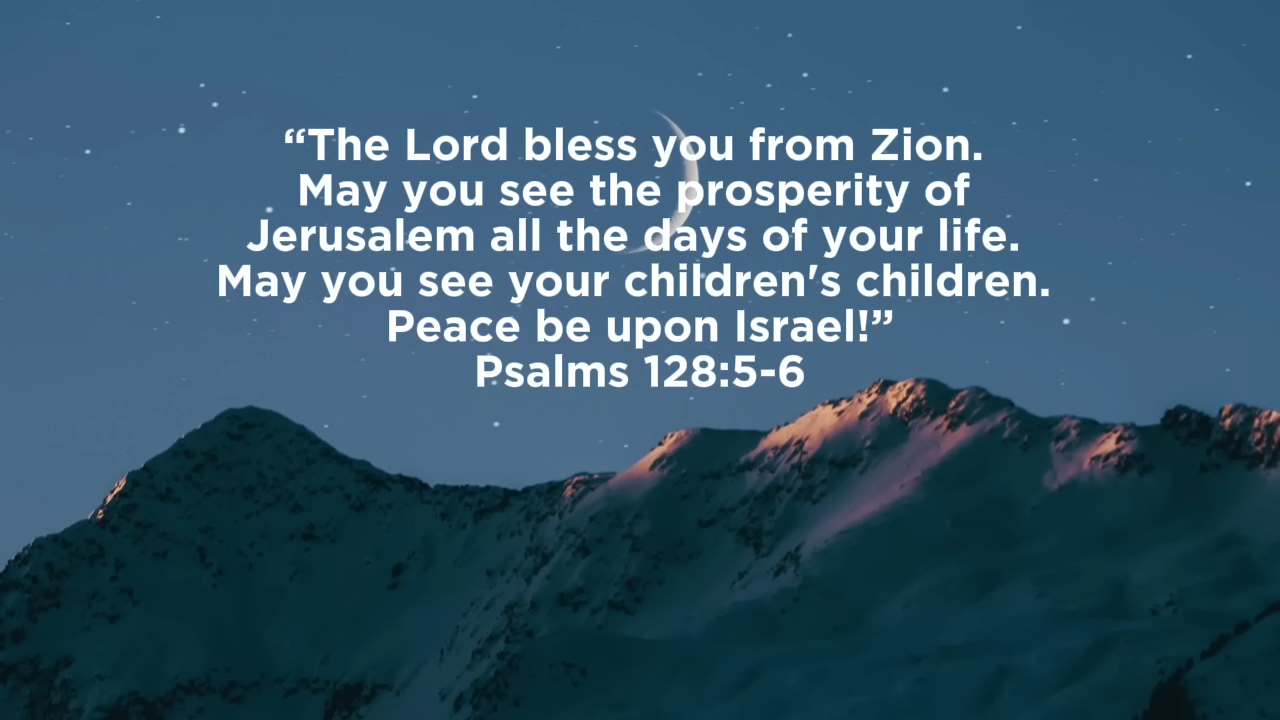 “The Lord bless you from Zion.
May you see the prosperity of
Jerusalem all the days of your life.
May you see your children's children.
Peace be upon Israel!”
Psalms 128:5-6